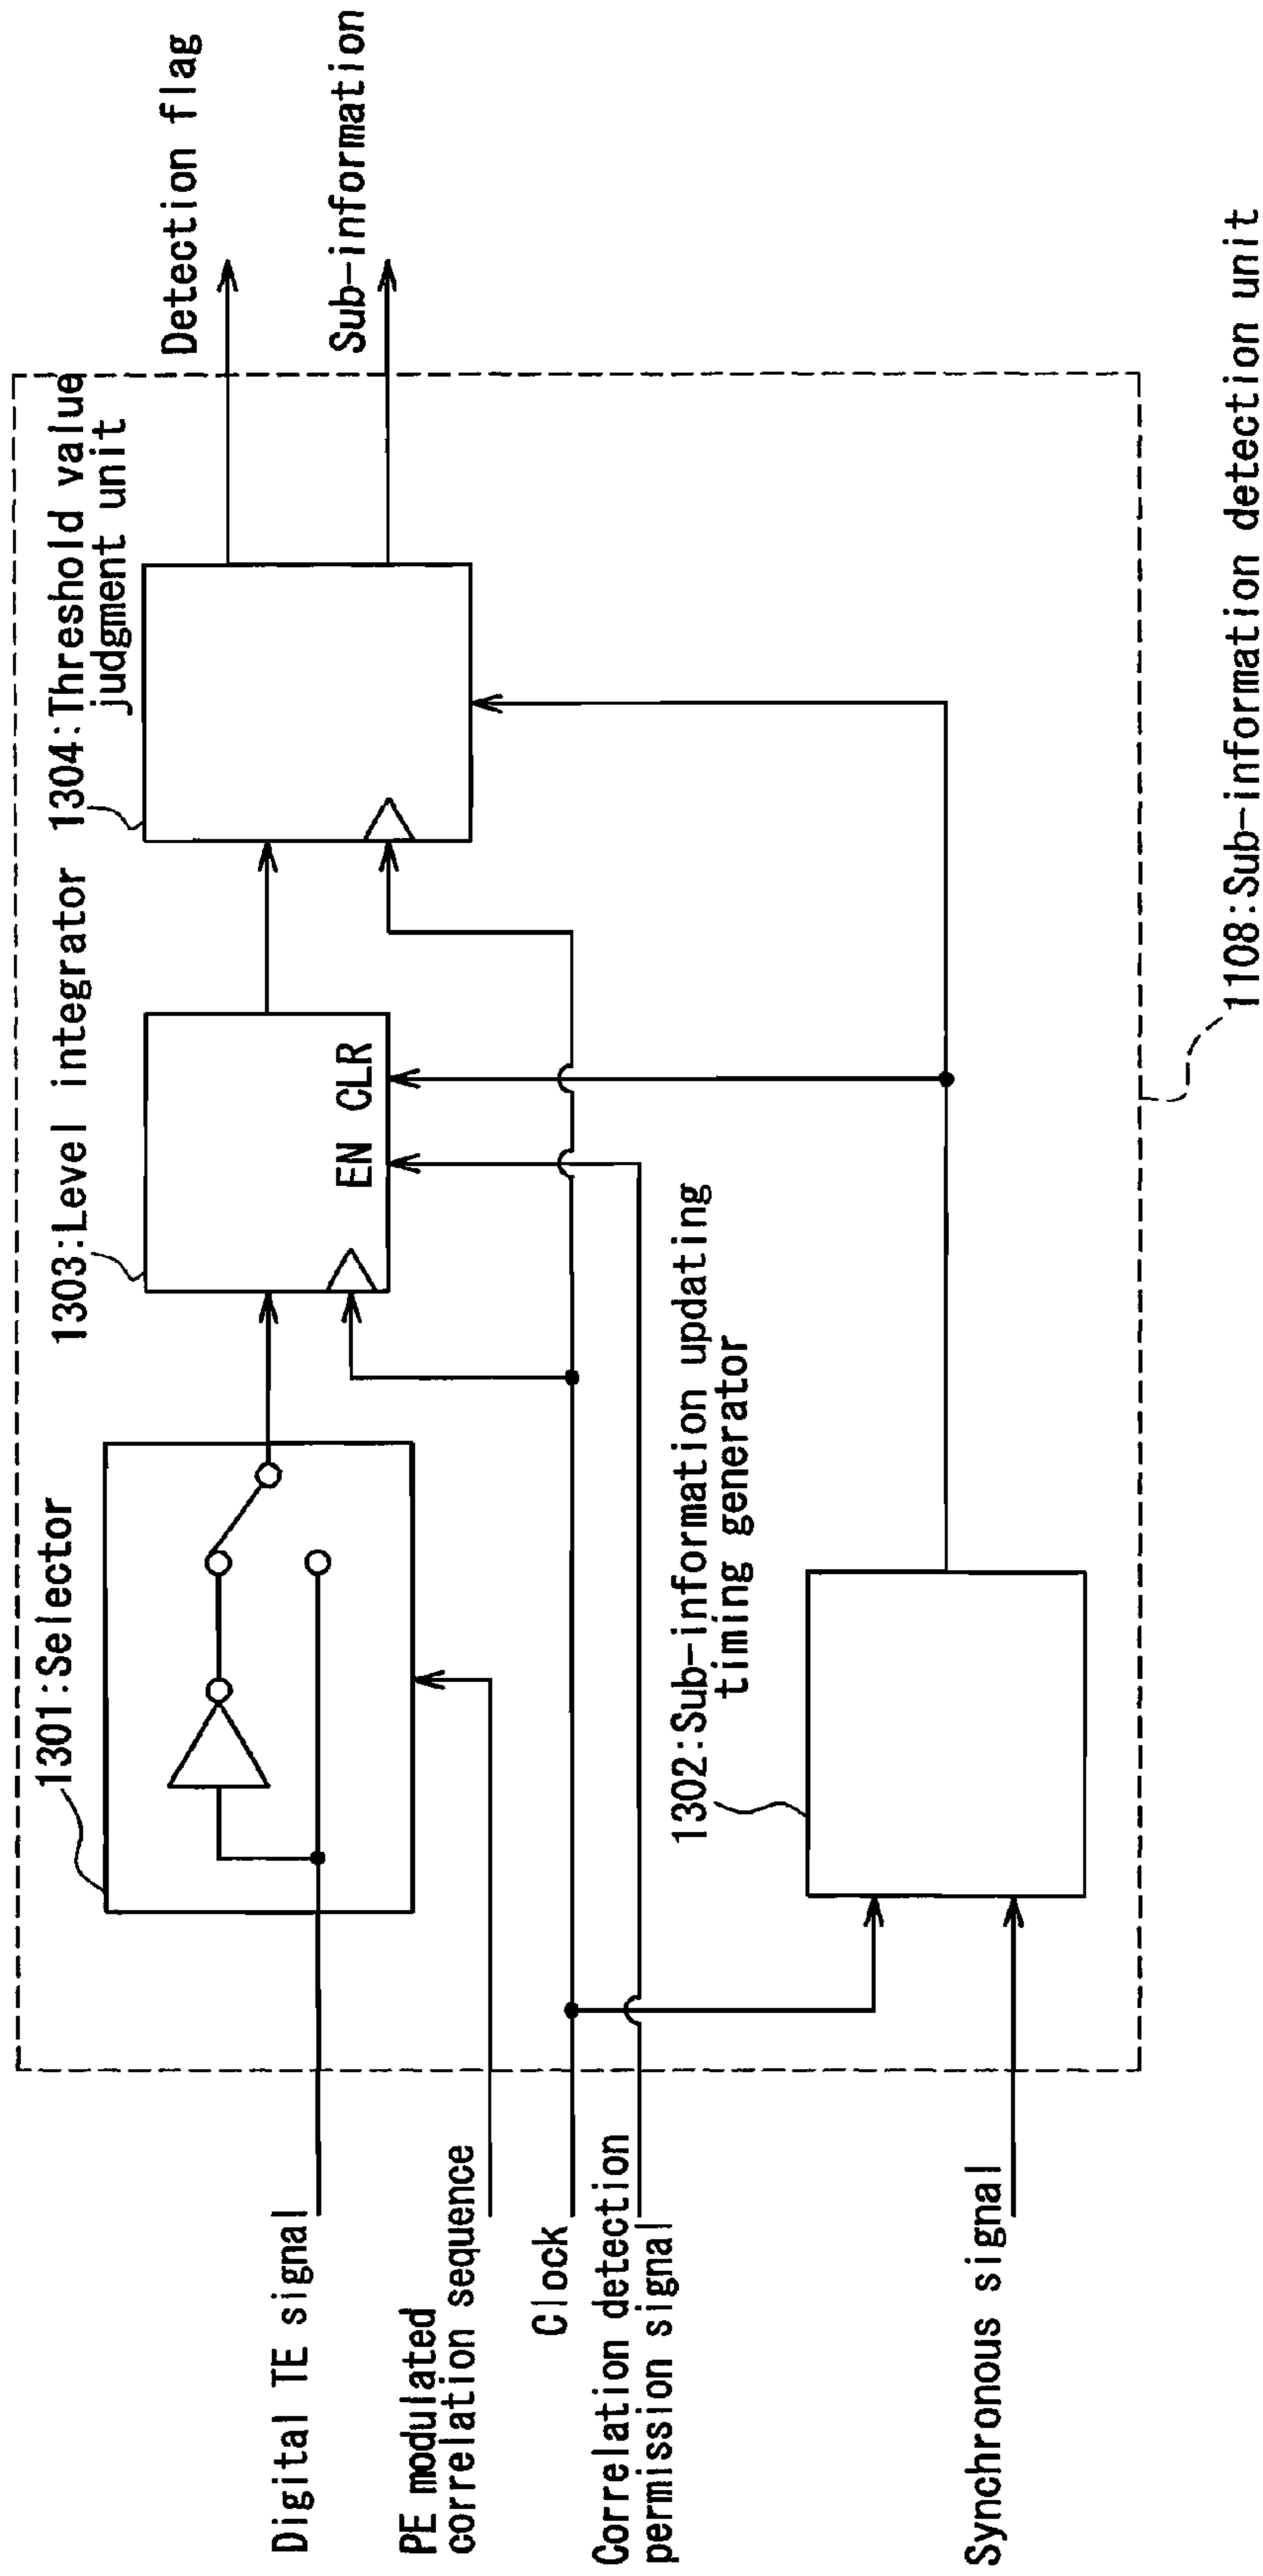 Digital TE signal
PE modulated
correlation sequence
Clock
Correlation detection
permission signal
Synchronous signal
1301:Selector
1303:Level integrator
EN CLR
1304:Threshold value
judgment unit
1302:Sub-information updating
timing generator
Detection flag
Sub-information
1108:Sub-information detection unit